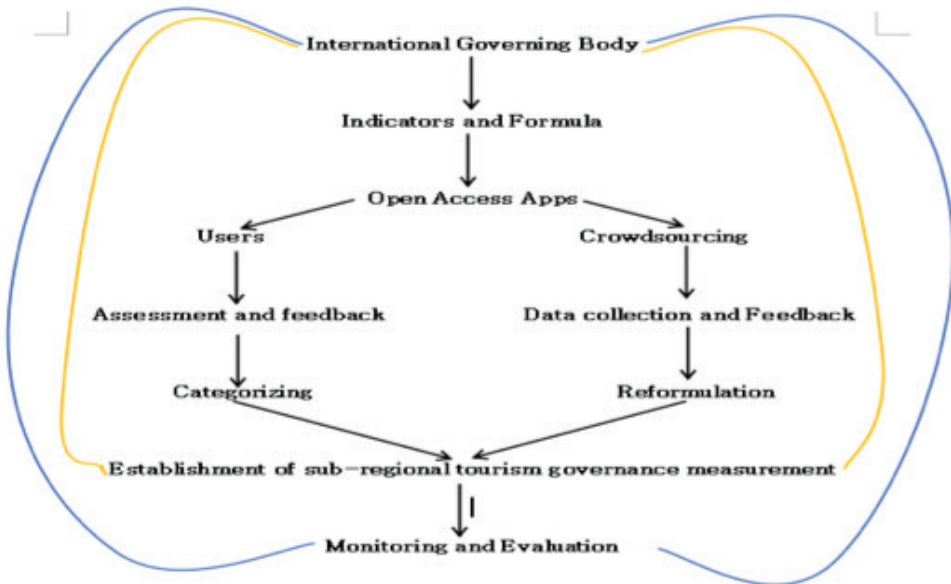 International Governing Body
Indicators and Formula
Open Access Apps
Users
Crowdsourcing
Assessment and feedback
Data collection and Feedback
Categorizing
Reformulation
Establishment of sub-regional tourism governance measurement
Monitoring and Evaluation